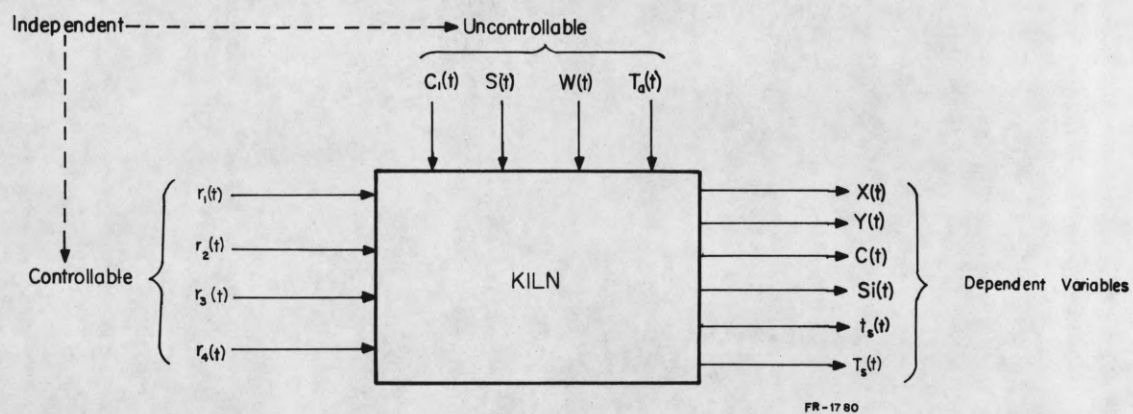 Independent
Uncontrollable
C₁(t) S(t) W(t) Tₐ(t)
r₁(t)
r₂(t)
r₃(t)
r₄(t)
Controllable
KILN
X(t)
Y(t)
C(t)
Si(t)
tₛ(t)
Tₛ(t)
Dependent Variables
FR-1780